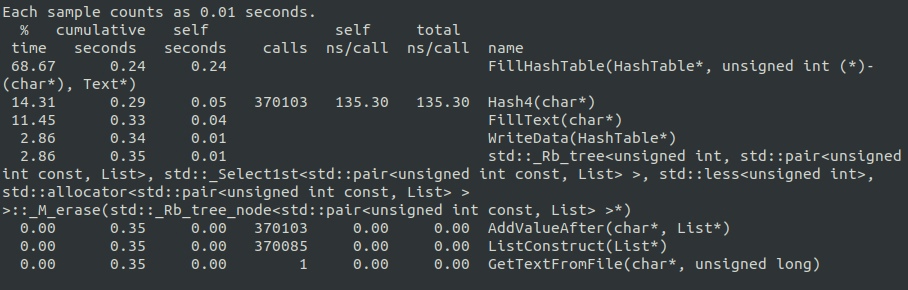 Each sample counts as 0.01 seconds.
  %   cumulative   self              self     total
 time   seconds   seconds    calls  ns/call  ns/call  name
 68.67      0.24     0.24                             FillHashTable(HashTable*, unsigned int (*)-
(char*), Text*)
 14.31      0.29     0.05   370103   135.30   135.30  Hash4(char*)
 11.45      0.33     0.04                             FillText(char*)
  2.86      0.34     0.01                             WriteData(HashTable*)
  2.86      0.35     0.01                             std::_Rb_tree<unsigned int, std::pair<unsigned
int const, List>, std::_Select1st<std::pair<unsigned int const, List> >, std::less<unsigned int>,
std::allocator<std::pair<unsigned int const, List> >
>::_M_erase(std::_Rb_tree_node<std::pair<unsigned int const, List> >*)
  0.00      0.35     0.00   370103     0.00     0.00  AddValueAfter(char*, List*)
  0.00      0.35     0.00   370085     0.00     0.00  ListConstruct(List*)
  0.00      0.35     0.00        1     0.00     0.00  GetTextFromFile(char*, unsigned long)